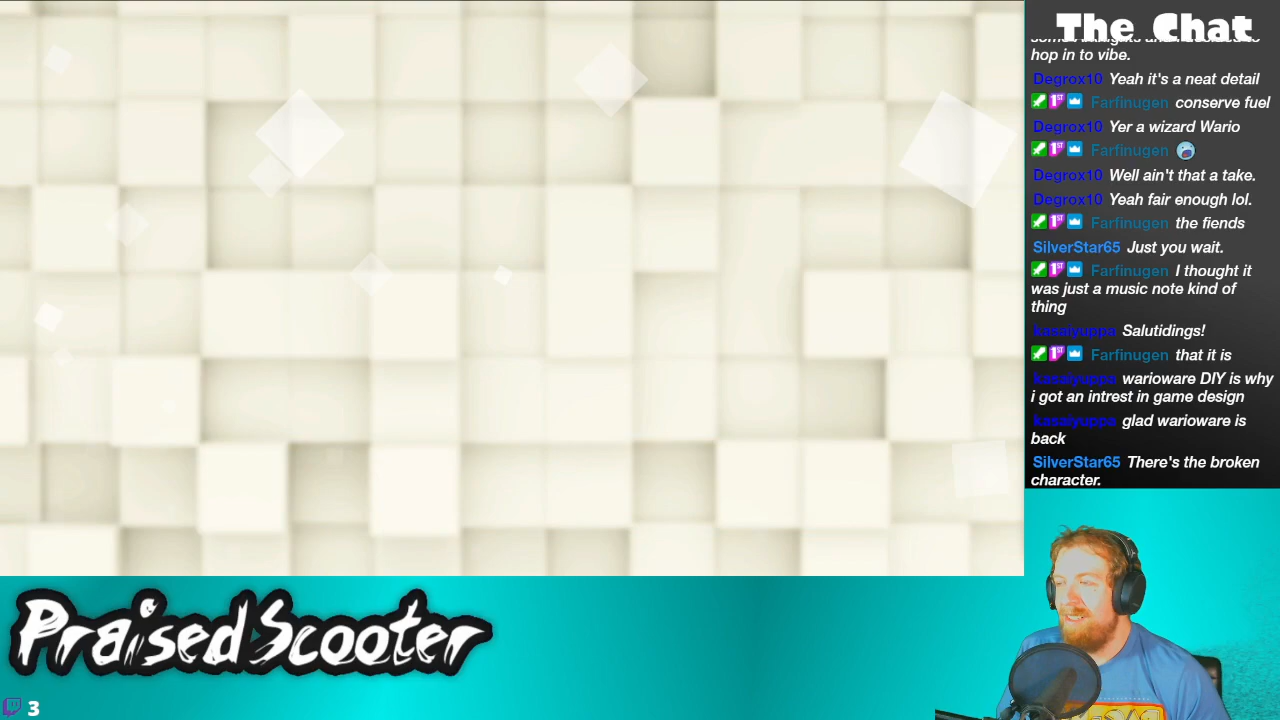 The Chat
hop in to vibe.
Degrox10 Yeah it's a neat detail
Farfinugen conserve fuel
Degrox10 Yer a wizard Wario
Farfinugen
Degrox10 Well ain't that a take.
Degrox10 Yeah fair enough lol.
Farfinugen the fiends
SilverStar65 Just you wait.
Farfinugen I thought it
was just a music note kind of
thing
kasaiyuppa Salutidings!
Farfinugen that it is
kasaiyuppa warioware DIY is why
i got an intrest in game design
kasaiyuppa glad warioware is
back
SilverStar65 There's the broken
character.
PraisedScooter
3